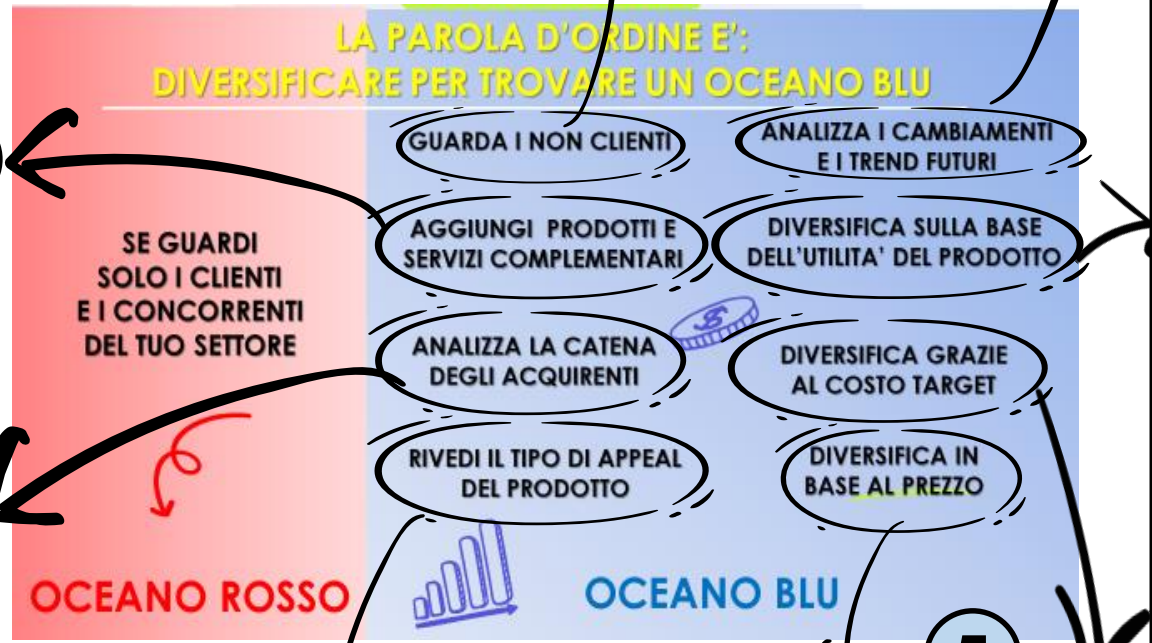 LA PAROLA D'ORDINE E':
DIVERSIFICARE PER TROVARE UN OCEANO BLU
SE GUARDI
SOLO I CLIENTI
E I CONCORRENTI
DEL TUO SETTORE
OCEANO ROSSO
GUARDA I NON CLIENTI
AGGIUNGI PRODOTTI E
SERVIZI COMPLEMENTARI
ANALIZZA LA CATENA
DEGLI ACQUIRENTI
RIVEDI IL TIPO DI APPEAL
DEL PRODOTTO
ANALIZZA I CAMBIAMENTI
E I TREND FUTURI
DIVERSIFICA SULLA BASE
DELL'UTILITA' DEL PRODOTTO
DIVERSIFICA GRAZIE
AL COSTO TARGET
DIVERSIFICA IN
BASE AL PREZZO
OCEANO BLU